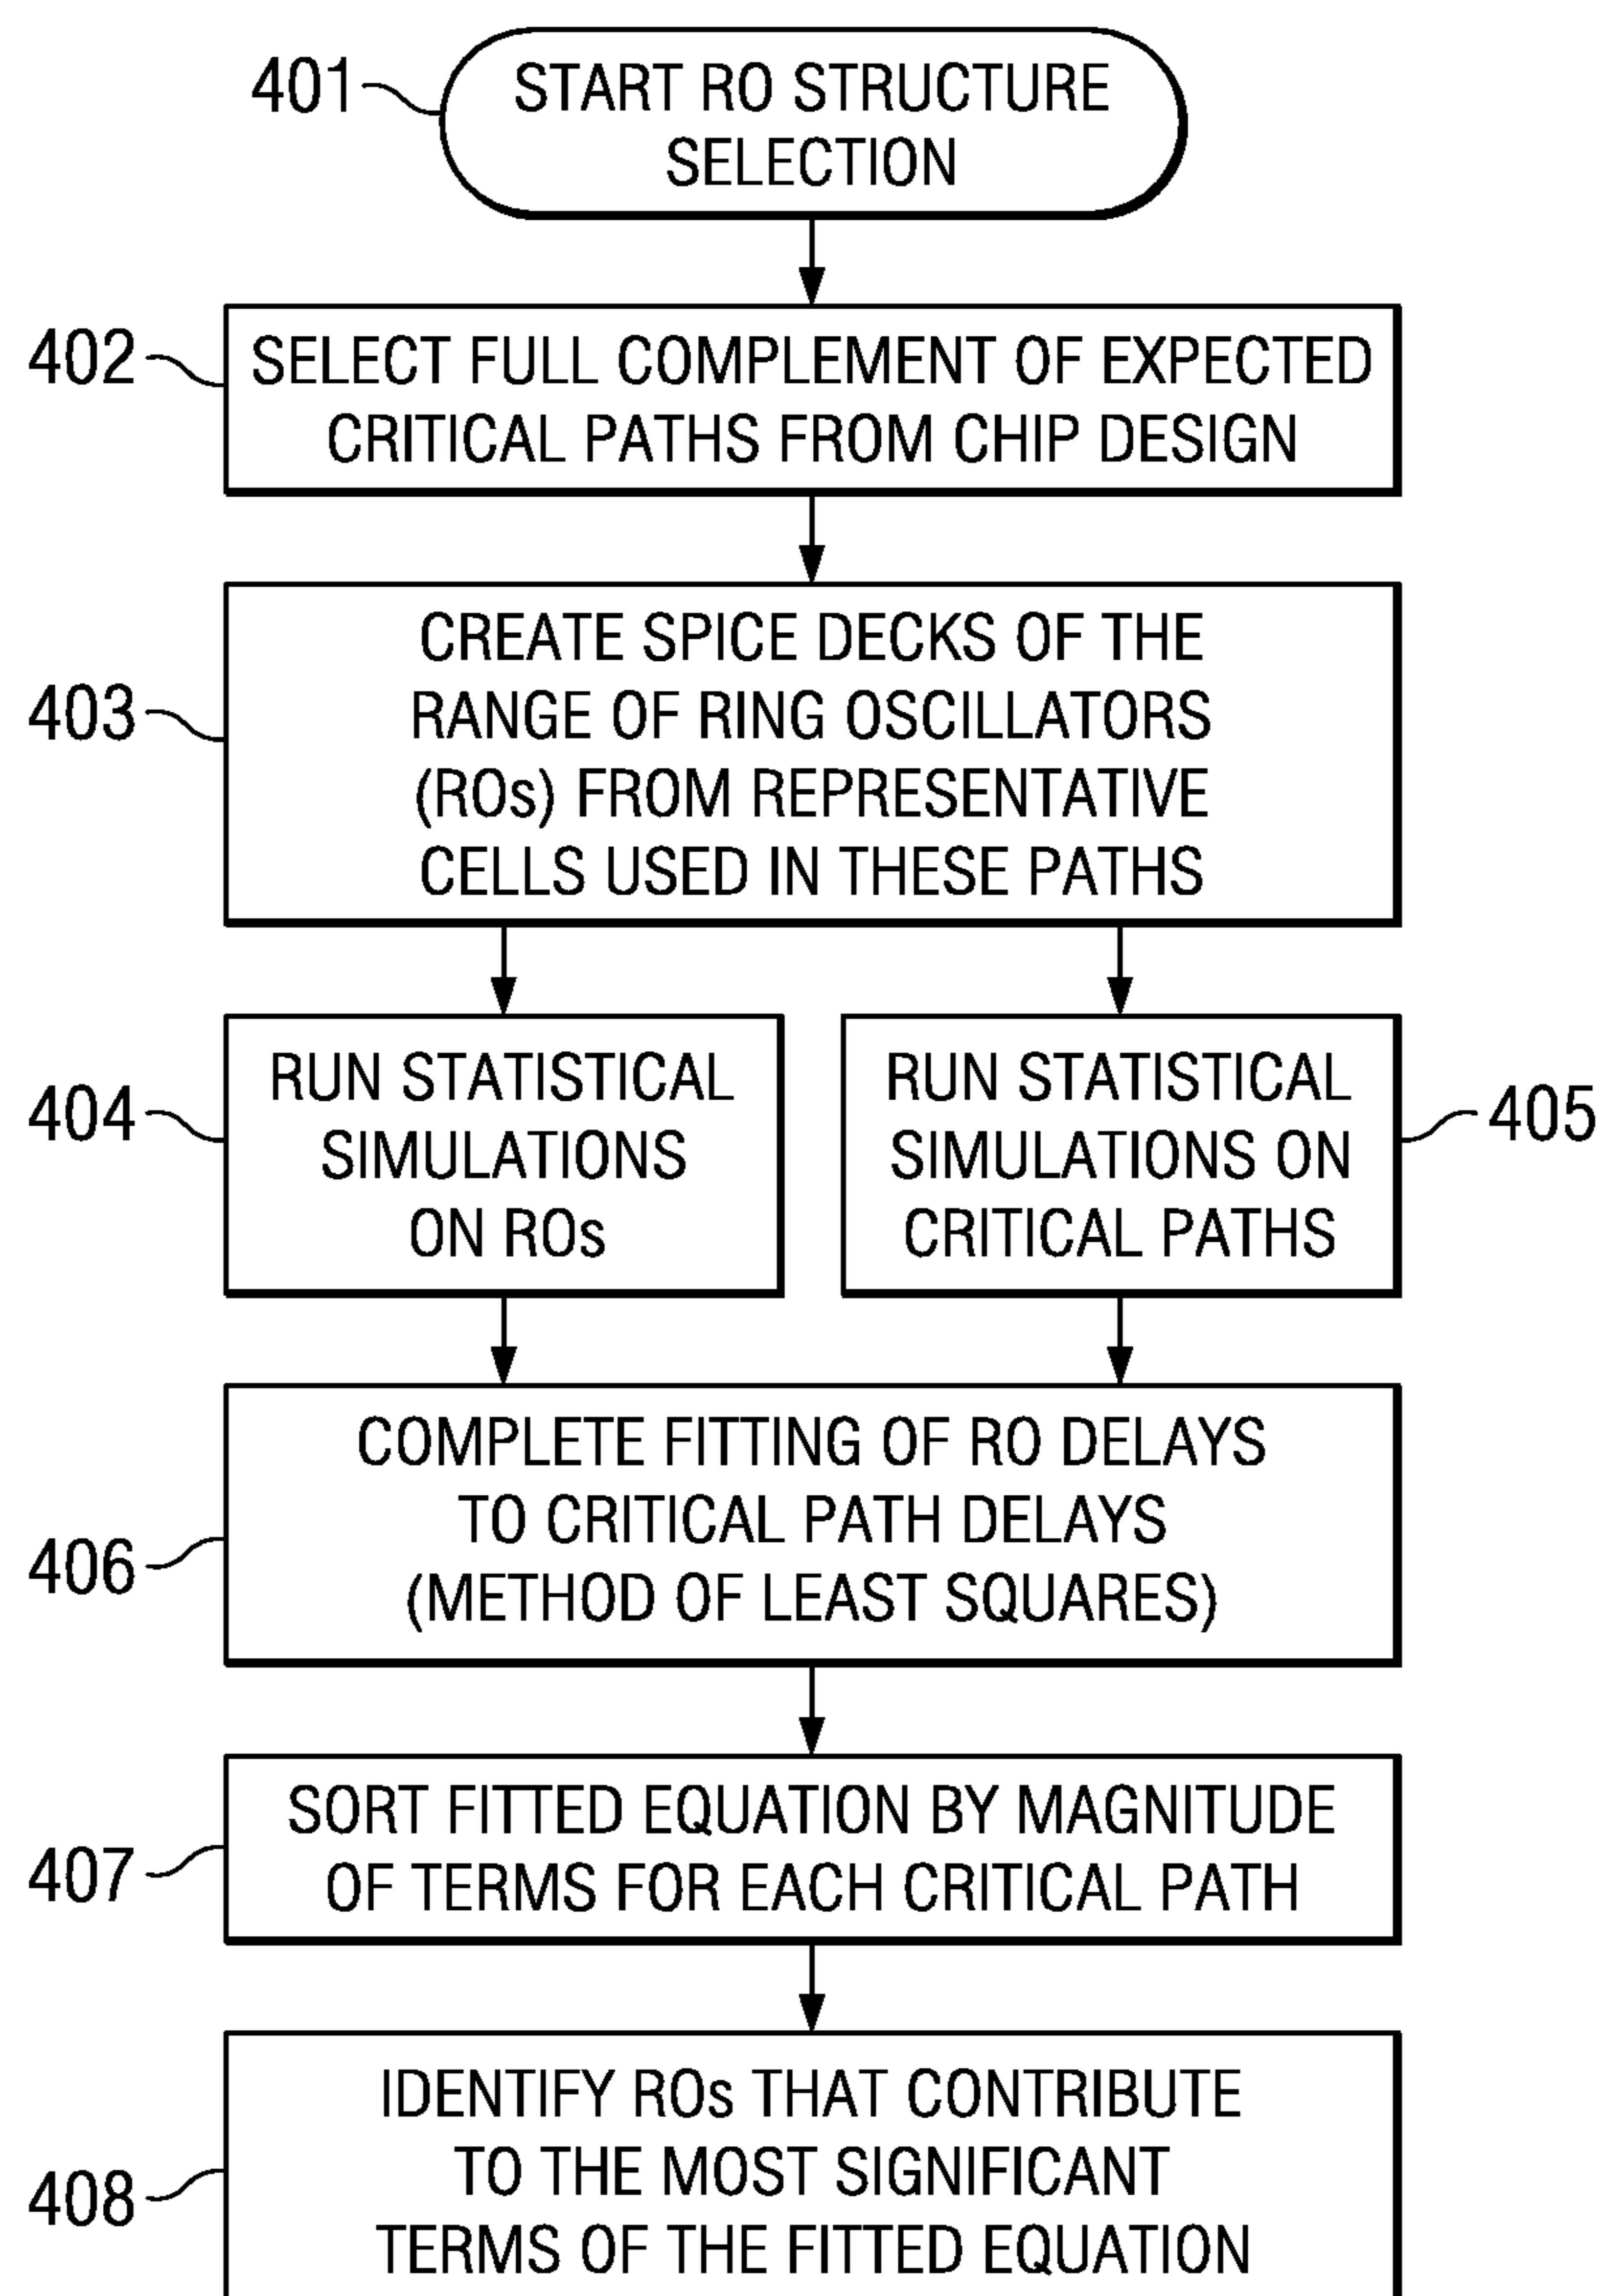 401
START RO STRUCTURE
SELECTION
402
SELECT FULL COMPLEMENT OF EXPECTED
CRITICAL PATHS FROM CHIP DESIGN
403
CREATE SPICE DECKS OF THE
RANGE OF RING OSCILLATORS
(ROs) FROM REPRESENTATIVE
CELLS USED IN THESE PATHS
404
RUN STATISTICAL
SIMULATIONS
ON ROs
RUN STATISTICAL
SIMULATIONS ON
CRITICAL PATHS
405
406
COMPLETE FITTING OF RO DELAYS
TO CRITICAL PATH DELAYS
(METHOD OF LEAST SQUARES)
407
SORT FITTED EQUATION BY MAGNITUDE
OF TERMS FOR EACH CRITICAL PATH
408
IDENTIFY ROs THAT CONTRIBUTE
TO THE MOST SIGNIFICANT
TERMS OF THE FITTED EQUATION